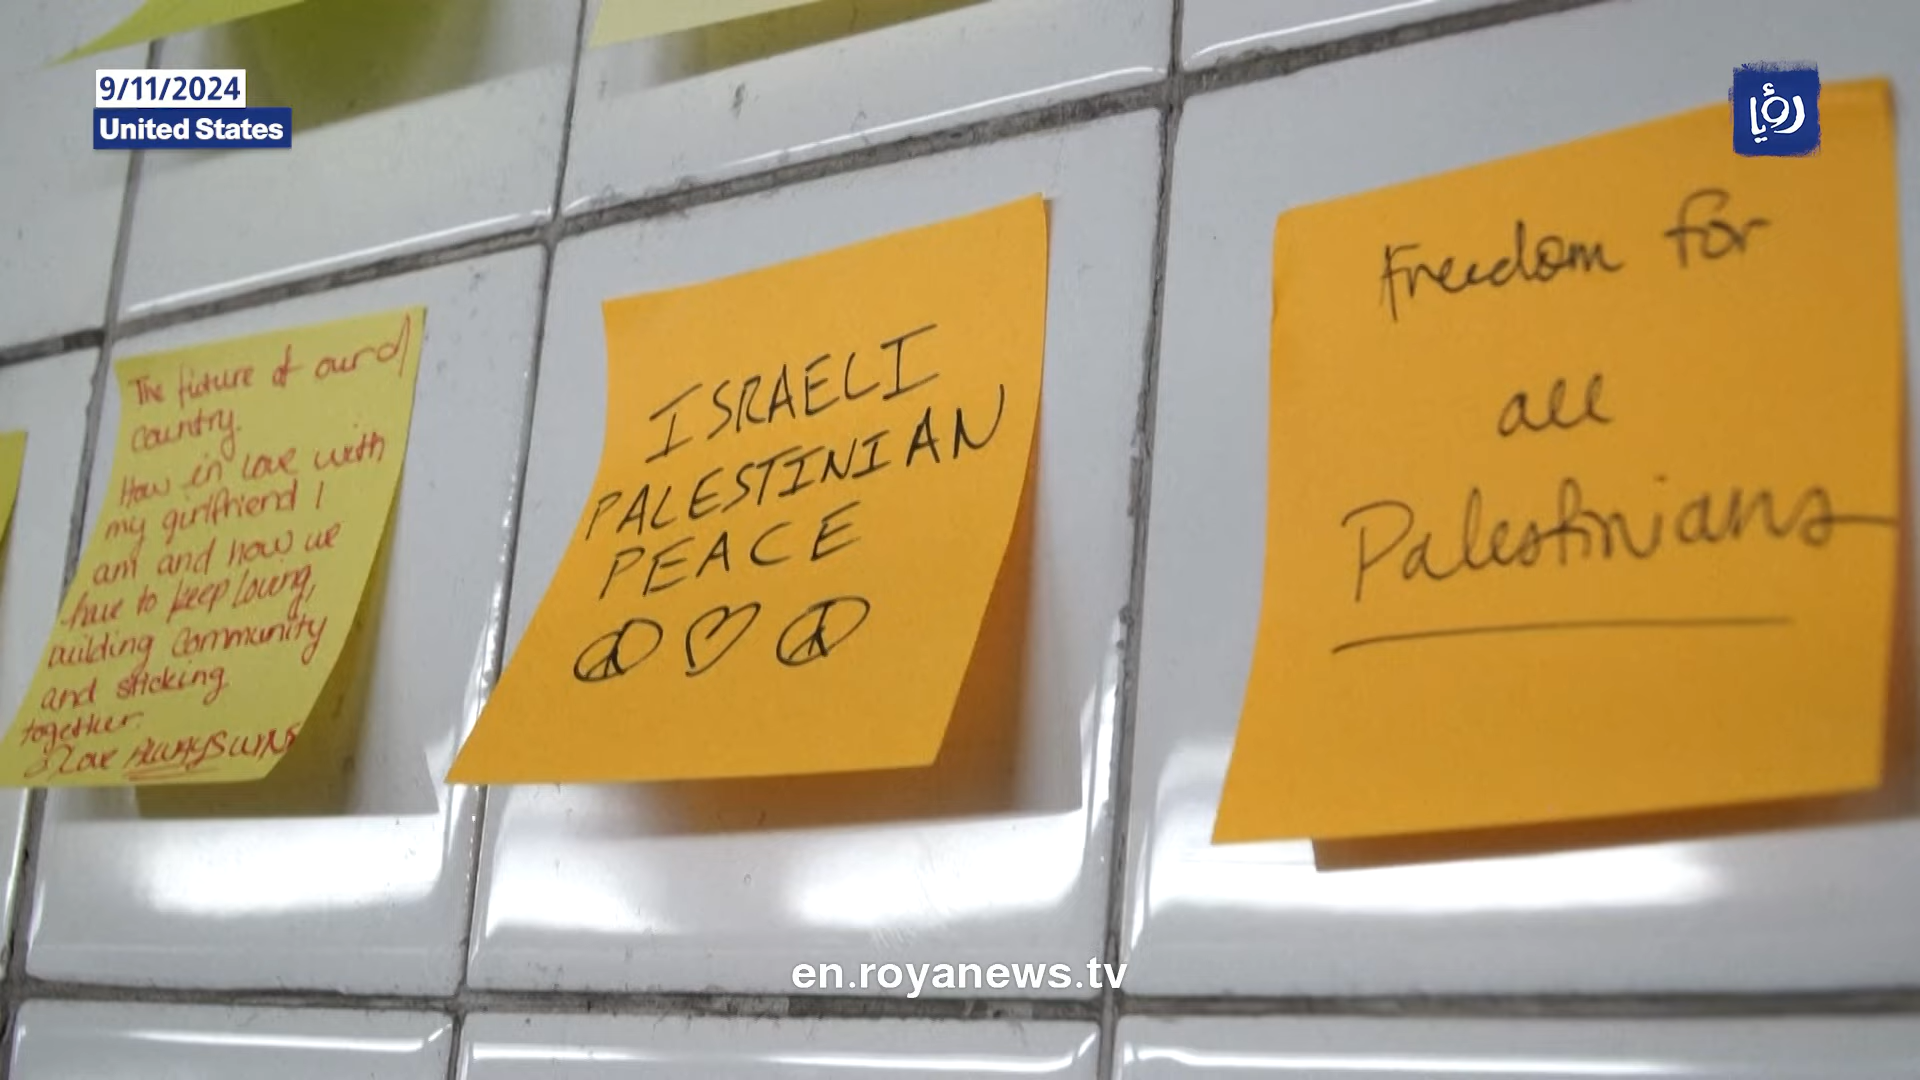 9/11/2024
United States
رؤيا
The future of our
country.
How in love with
my girlfriend I
am and how we
have to keep loving,
building community
and sticking
together.
Love ALWAYS WINS
ISRAELI
PALESTINIAN
PEACE
Freedom for
all
Palestinians
en.royanews.tv